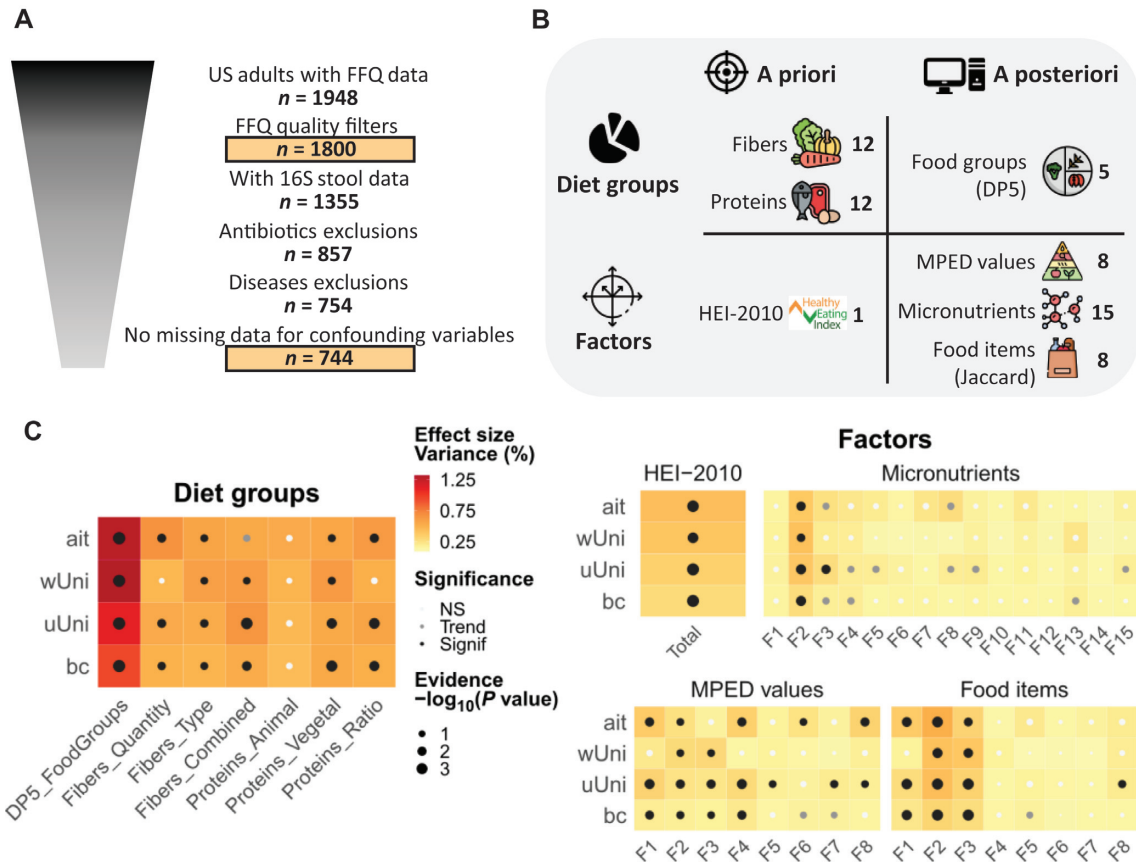 A
US adults with FFQ data
n = 1948
FFQ quality filters
n = 1800
With 16S stool data
n = 1355
Antibiotics exclusions
n = 857
Diseases exclusions
n = 754
No missing data for confounding variables
n = 744
B
A priori
A posteriori
Diet groups
Fibers 12
Proteins 12
Food groups
(DP5)
5
Factors
HEI-2010
Healthy
Eating
Index
1
MPED values 8
Micronutrients 15
Food items
(Jaccard)
8
C
Diet groups
ait
wUni
uUni
bc
DP5_FoodGroups
Fibers_Quantity
Fibers_Type
Fibers_Combined
Proteins_Animal
Proteins_Vegetal
Proteins_Ratio
Effect size
Variance (%)
1.25
0.75
0.25
Significance
NS
Trend
Signif
Evidence
−log10(P value)
1
2
3
Factors
HEI−2010
Micronutrients
ait
wUni
uUni
bc
Total
F1 F2 F3 F4 F5 F6 F7 F8 F9 F10 F11 F12 F13 F14 F15
MPED values
Food items
ait
wUni
uUni
bc
F1 F2 F3 F4 F5 F6 F7 F8
F1 F2 F3 F4 F5 F6 F7 F8